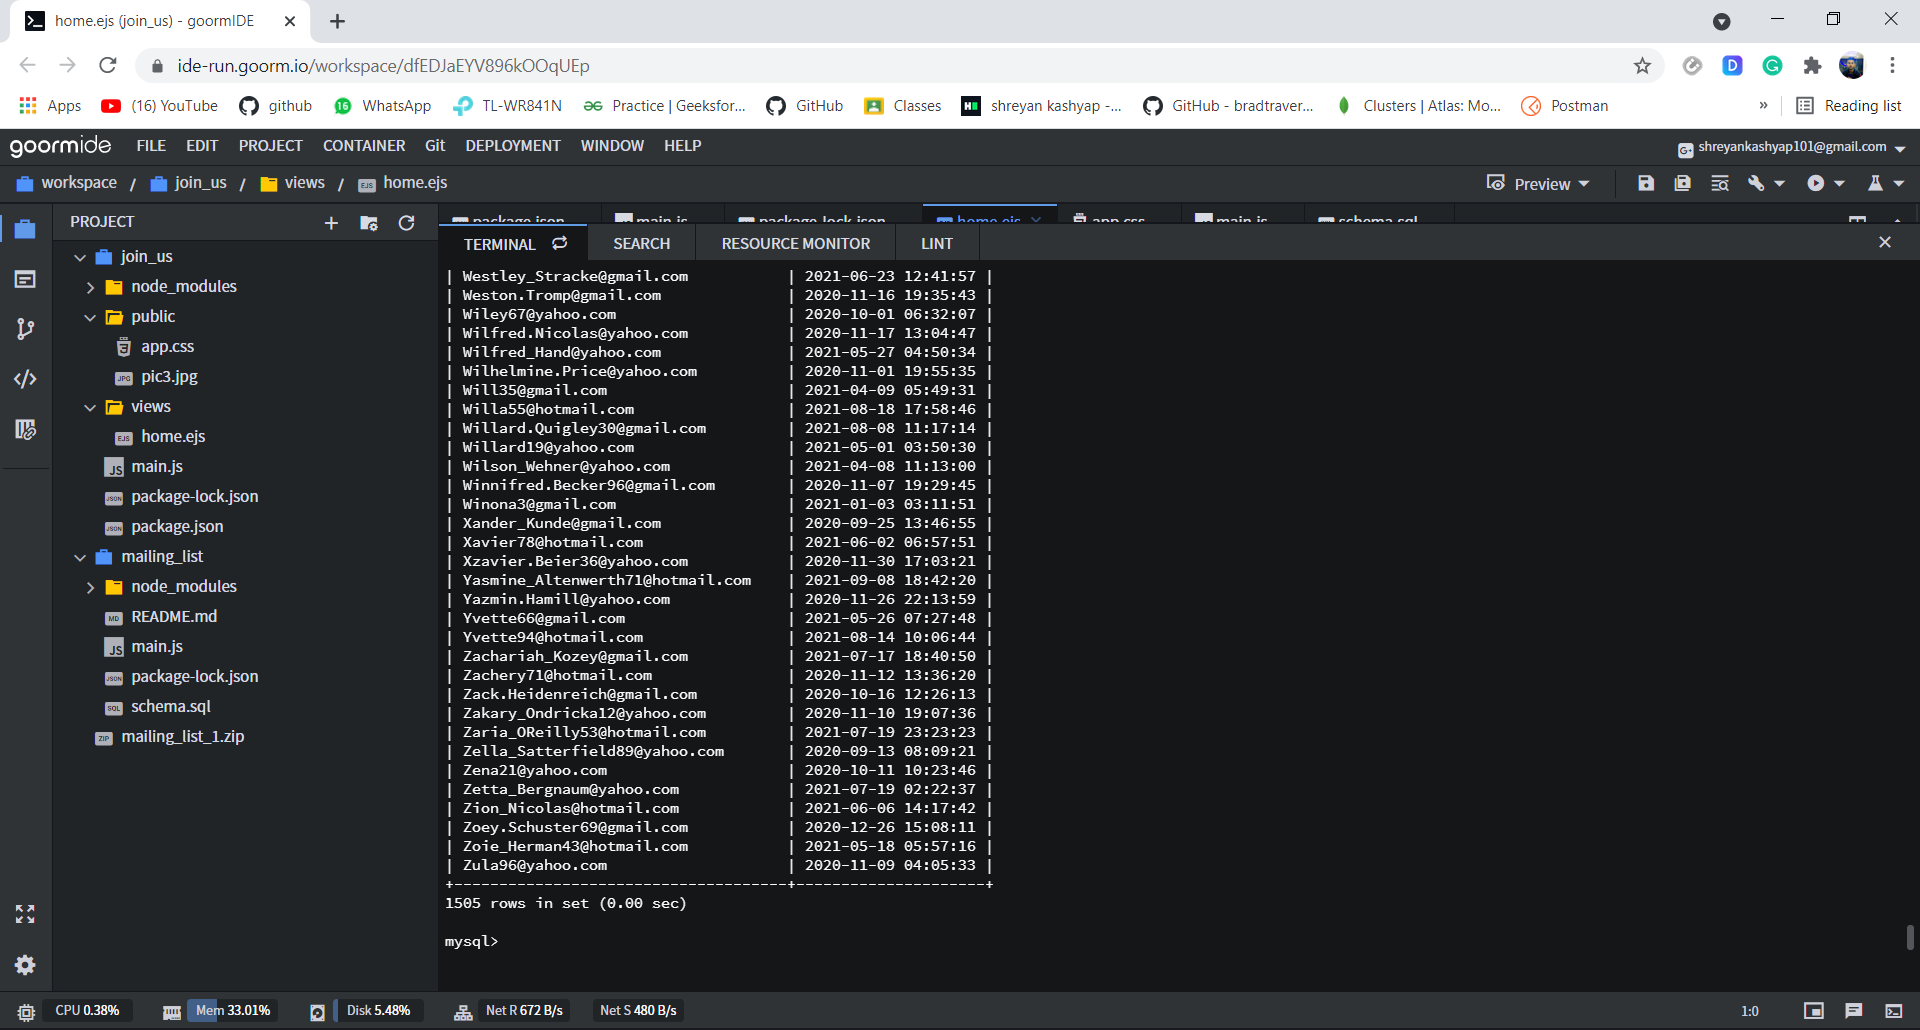 home.ejs (join_us) - goormIDE
ide-run.goorm.io/workspace/dfEDJaEYV896kOOqUEp
Apps (16) YouTube github 16 WhatsApp TL-WR841N Practice | Geeksfor... GitHub Classes shreyan kashyap -... GitHub - bradtraver... Clusters | Atlas: Mo... Postman » Reading list
goormide FILE EDIT PROJECT CONTAINER Git DEPLOYMENT WINDOW HELP shreyankashyap101@gmail.com
workspace / join_us / views / home.ejs Preview
PROJECT
package.json main.js package-lock.json home.ejs app.css main.js schema.sql
TERMINAL SEARCH RESOURCE MONITOR LINT
join_us
node_modules
public
app.css
pic3.jpg
views
home.ejs
main.js
package-lock.json
package.json
mailing_list
node_modules
README.md
main.js
package-lock.json
schema.sql
mailing_list_1.zip
| Westley_Stracke@gmail.com | 2021-06-23 12:41:57 |
| Weston.Tromp@gmail.com | 2020-11-16 19:35:43 |
| Wiley67@yahoo.com | 2020-10-01 06:32:07 |
| Wilfred.Nicolas@yahoo.com | 2020-11-17 13:04:47 |
| Wilfred_Hand@yahoo.com | 2021-05-27 04:50:34 |
| Wilhelmine.Price@yahoo.com | 2020-11-01 19:55:35 |
| Will35@gmail.com | 2021-04-09 05:49:31 |
| Willa55@hotmail.com | 2021-08-18 17:58:46 |
| Willard.Quigley30@gmail.com | 2021-08-08 11:17:14 |
| Willard19@yahoo.com | 2021-05-01 03:50:30 |
| Wilson_Wehner@yahoo.com | 2021-04-08 11:13:00 |
| Winnifred.Becker96@gmail.com | 2020-11-07 19:29:45 |
| Winona3@gmail.com | 2021-01-03 03:11:51 |
| Xander_Kunde@gmail.com | 2020-09-25 13:46:55 |
| Xavier78@hotmail.com | 2021-06-02 06:57:51 |
| Xzavier.Beier36@yahoo.com | 2020-11-30 17:03:21 |
| Yasmine_Altenwerth71@hotmail.com | 2021-09-08 18:42:20 |
| Yazmin.Hamill@yahoo.com | 2020-11-26 22:13:59 |
| Yvette66@gmail.com | 2021-05-26 07:27:48 |
| Yvette94@hotmail.com | 2021-08-14 10:06:44 |
| Zachariah_Kozey@gmail.com | 2021-07-17 18:40:50 |
| Zachery71@hotmail.com | 2020-11-12 13:36:20 |
| Zack.Heidenreich@gmail.com | 2020-10-16 12:26:13 |
| Zakary_Ondricka12@yahoo.com | 2020-11-10 19:07:36 |
| Zaria_OReilly53@hotmail.com | 2021-07-19 23:23:23 |
| Zella_Satterfield89@yahoo.com | 2020-09-13 08:09:21 |
| Zena21@yahoo.com | 2020-10-11 10:23:46 |
| Zetta_Bergnaum@yahoo.com | 2021-07-19 02:22:37 |
| Zion_Nicolas@hotmail.com | 2021-06-06 14:17:42 |
| Zoey.Schuster69@gmail.com | 2020-12-26 15:08:11 |
| Zoie_Herman43@hotmail.com | 2021-05-18 05:57:16 |
| Zula96@yahoo.com | 2020-11-09 04:05:33 |
+-------------------------------------+---------------------+
1505 rows in set (0.00 sec)
mysql>
CPU 0.38% Mem 33.01% Disk 5.48% Net R 672 B/s Net S 480 B/s 1:0